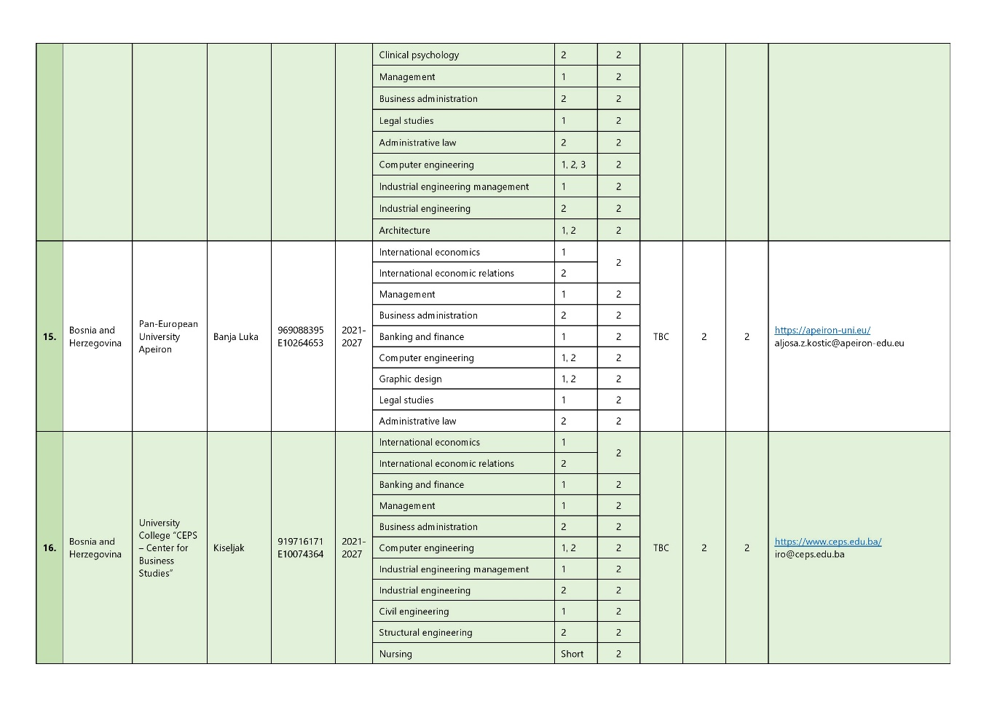 Clinical psychology 2 2
Management 1 2
Business administration 2 2
Legal studies 1 2
Administrative law 2 2
Computer engineering 1, 2, 3 2
Industrial engineering management 1 2
Industrial engineering 2 2
Architecture 1, 2 2
15.
Bosnia and
Herzegovina
Pan-European
University
Apeiron
Banja Luka
969088395
E10264653
2021-
2027
International economics 1
2
International economic relations 2
Management 1 2
Business administration 2 2
Banking and finance 1 2
Computer engineering 1, 2 2
Graphic design 1, 2 2
Legal studies 1 2
Administrative law 2 2
TBC
2
2
https://apeiron-uni.eu/
aljosa.z.kostic@apeiron-edu.eu
16.
Bosnia and
Herzegovina
University
College “CEPS
– Center for
Business
Studies”
Kiseljak
919716171
E10074364
2021-
2027
International economics 1
2
International economic relations 2
Banking and finance 1 2
Management 1 2
Business administration 2 2
Computer engineering 1, 2 2
Industrial engineering management 1 2
Industrial engineering 2 2
Civil engineering 1 2
Structural engineering 2 2
Nursing Short 2
TBC
2
2
https://www.ceps.edu.ba/
iro@ceps.edu.ba